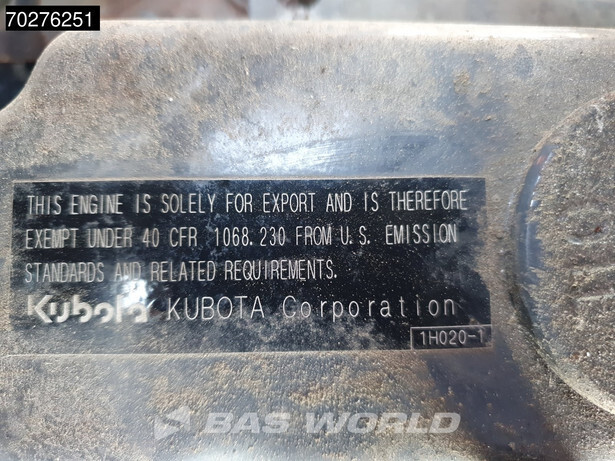 70276251
THIS ENGINE IS SOLELY FOR EXPORT AND IS THEREFORE
EXEMPT UNDER 40 CFR 1068.230 FROM U.S. EMISSION
STANDARDS AND RELATED REQUIREMENTS.
Kubota KUBOTA Corporation
1H020-1
BAS WORLD